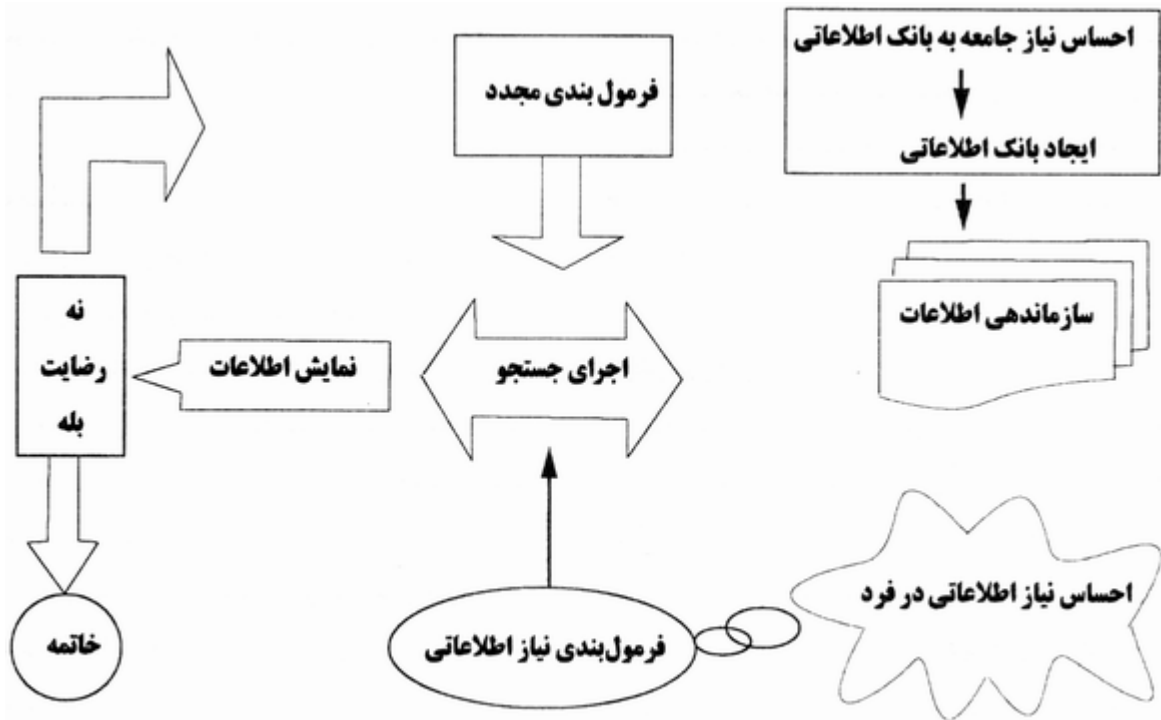 احساس نیاز جامعه به بانک اطلاعاتی
ایجاد بانک اطلاعاتی
سازماندهی اطلاعات
فرمول بندی مجدد
اجرای جستجو
نمایش اطلاعات
نه
رضایت
بله
خاتمه
احساس نیاز اطلاعاتی در فرد
فرمول‌بندی نیاز اطلاعاتی